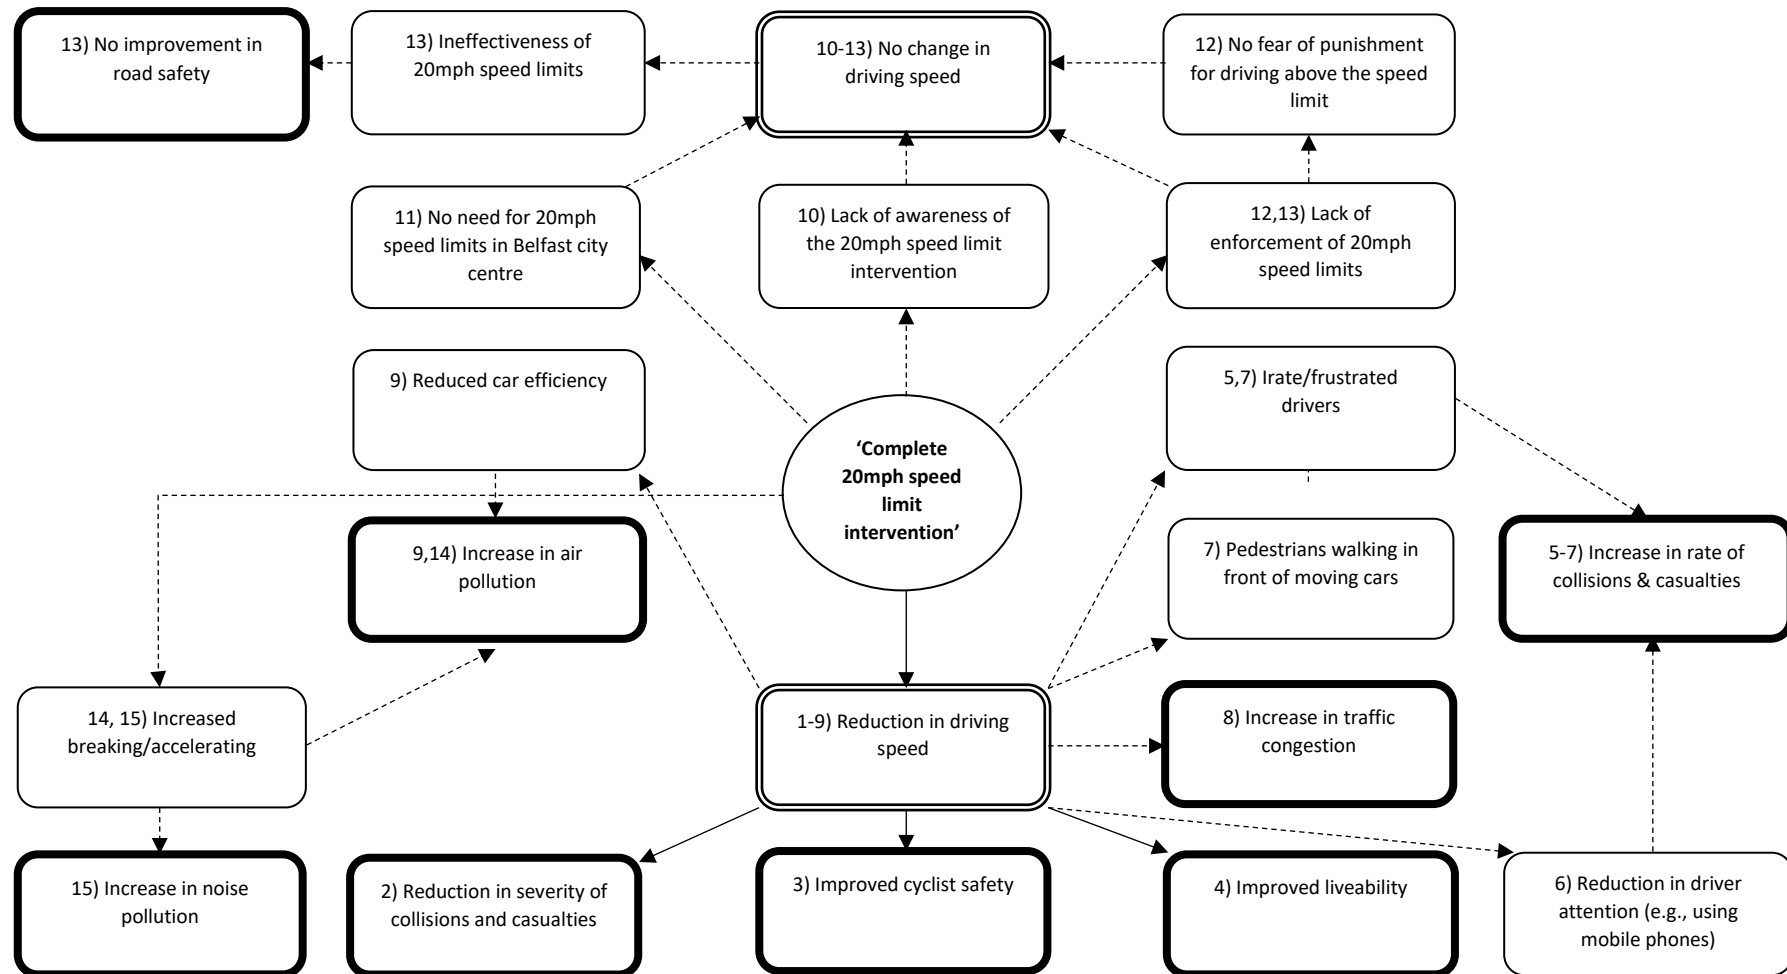 13) No improvement in
road safety
13) Ineffectiveness of
20mph speed limits
10-13) No change in
driving speed
12) No fear of punishment
for driving above the speed
limit
11) No need for 20mph
speed limits in Belfast city
centre
10) Lack of awareness of
the 20mph speed limit
intervention
12,13) Lack of
enforcement of 20mph
speed limits
9) Reduced car efficiency
5,7) Irate/frustrated
drivers
‘Complete
20mph speed
limit
intervention’
9,14) Increase in air
pollution
7) Pedestrians walking in
front of moving cars
5-7) Increase in rate of
collisions & casualties
14, 15) Increased
breaking/accelerating
1-9) Reduction in driving
speed
8) Increase in traffic
congestion
15) Increase in noise
pollution
2) Reduction in severity of
collisions and casualties
3) Improved cyclist safety
4) Improved liveability
6) Reduction in driver
attention (e.g., using
mobile phones)